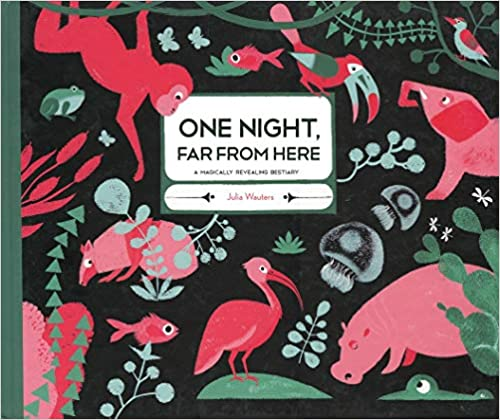 ONE NIGHT,
FAR FROM HERE
A MAGICALLY REVEALING BESTIARY
Julia Wauters